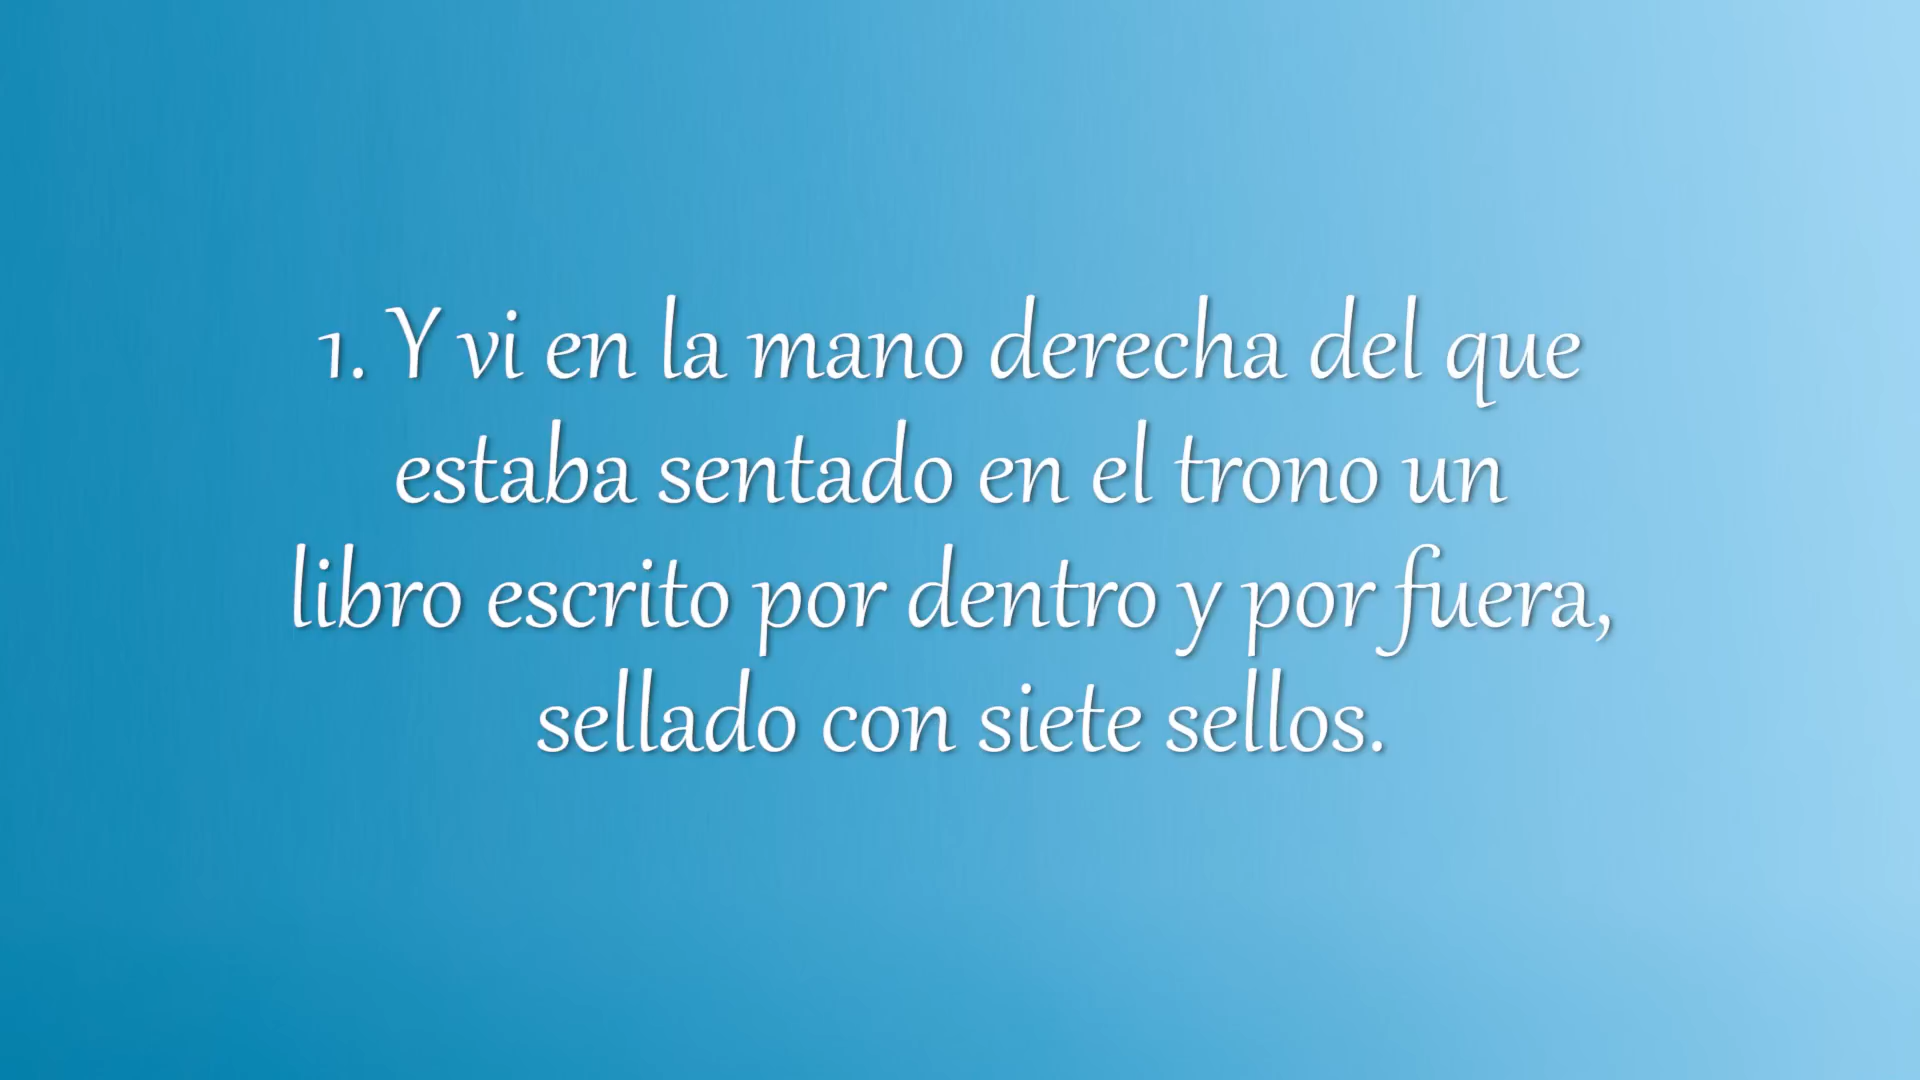 1. Y vi en la mano derecha del que
estaba sentado en el trono un
libro escrito por dentro y por fuera,
sellado con siete sellos.